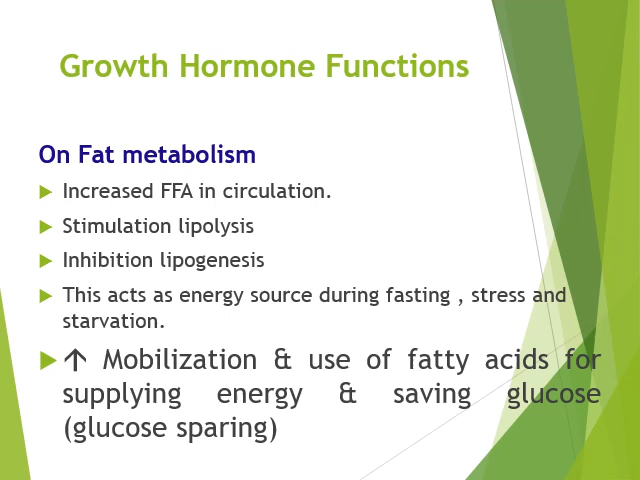 Growth Hormone Functions
On Fat metabolism
Increased FFA in circulation.
Stimulation lipolysis
Inhibition lipogenesis
This acts as energy source during fasting , stress and
starvation.
↑ Mobilization & use of fatty acids for
supplying energy & saving glucose
(glucose sparing)